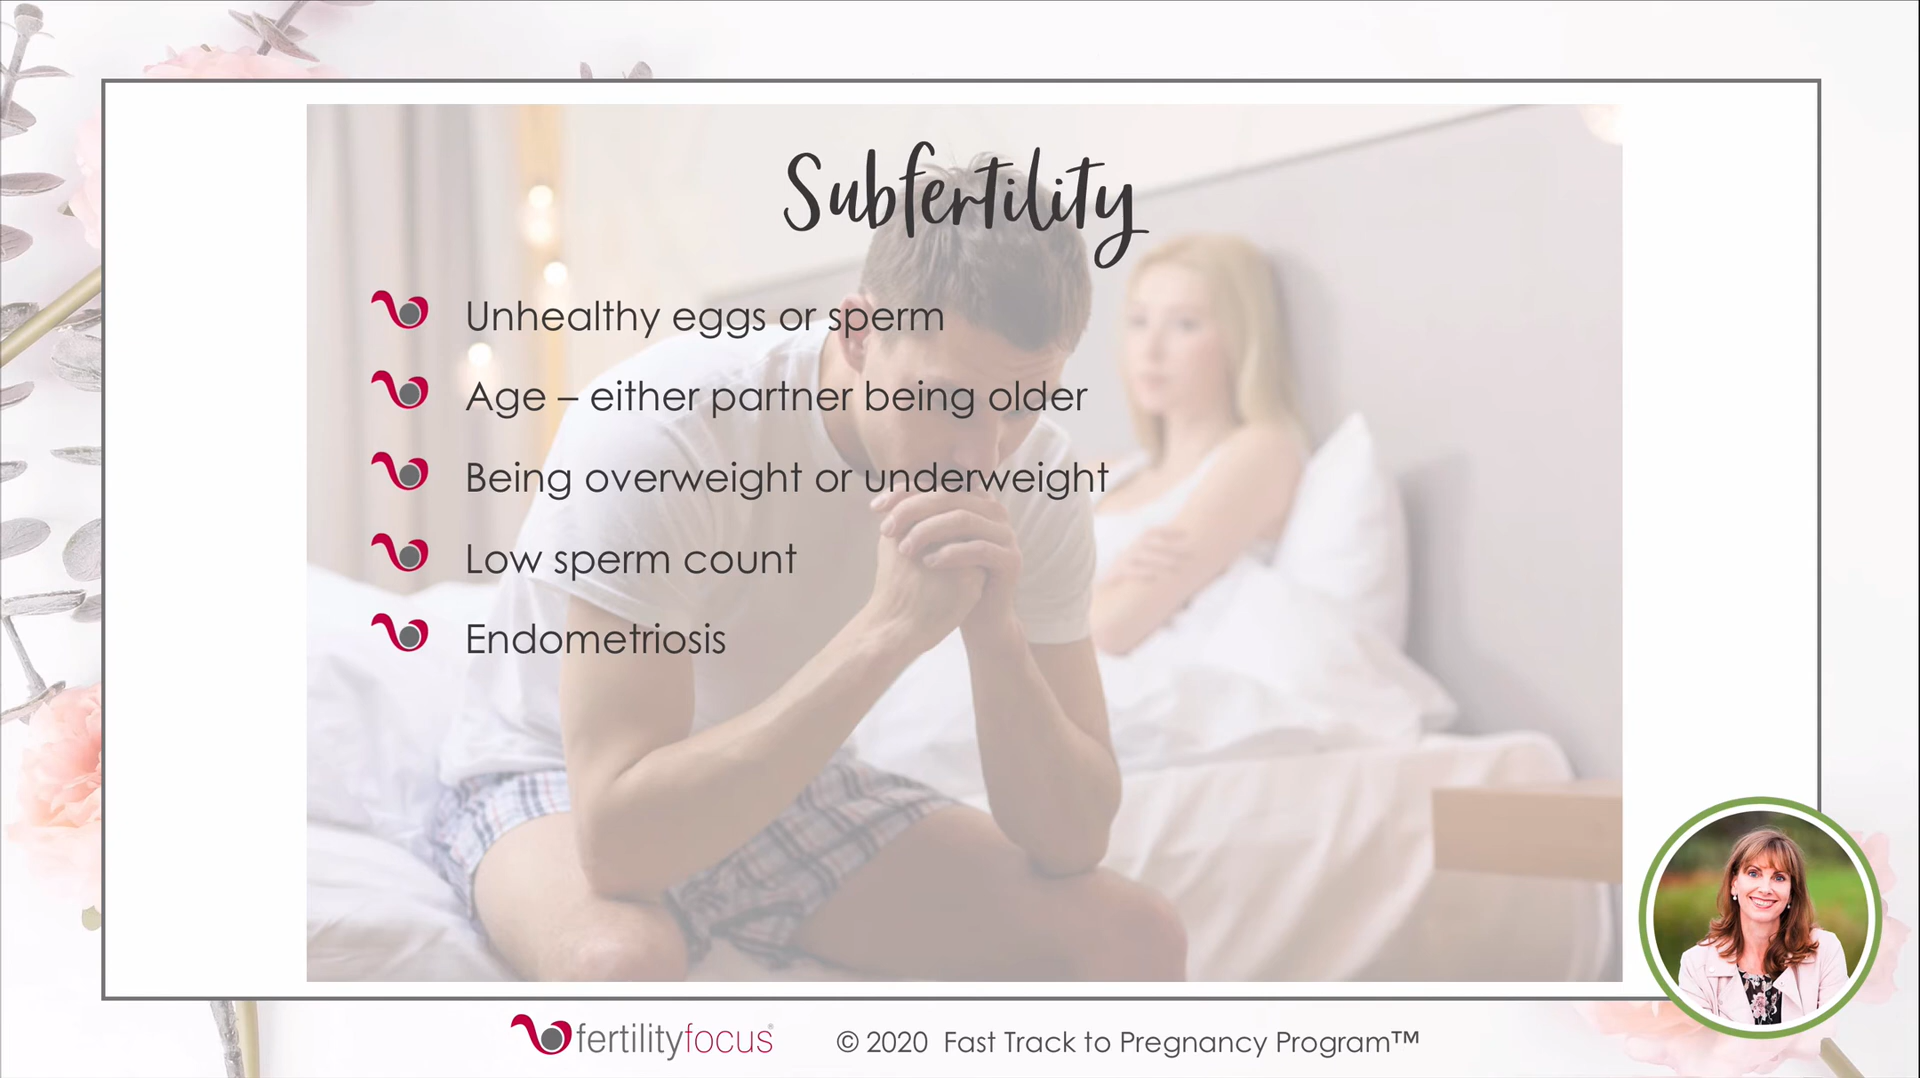 Subfertility
Unhealthy eggs or sperm
Age – either partner being older
Being overweight or underweight
Low sperm count
Endometriosis
fertilityfocus® © 2020 Fast Track to Pregnancy Program™